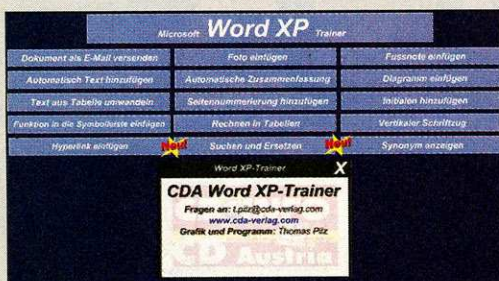 Microsoft Word XP Trainer
Dokument als E-Mail versenden Foto einfügen Fussnote einfügen
Automatisch Text hinzufügen Automatische Zusammenfassung Diagramm einfügen
Text aus Tabelle umwandeln Seitennummerierung hinzufügen Initialen hinzufügen
Funktion in die Symbolleiste einfügen Rechnen in Tabellen Vertikaler Schriftzug
Hyperlink einfügen Neu! Suchen und Ersetzen Neu! Synonym anzeigen
Word XP-Trainer X
CDA Word XP-Trainer
Fragen an: t.pilz@cda-verlag.com
www.cda-verlag.com
Grafik und Programm: Thomas Pilz
CD Austria